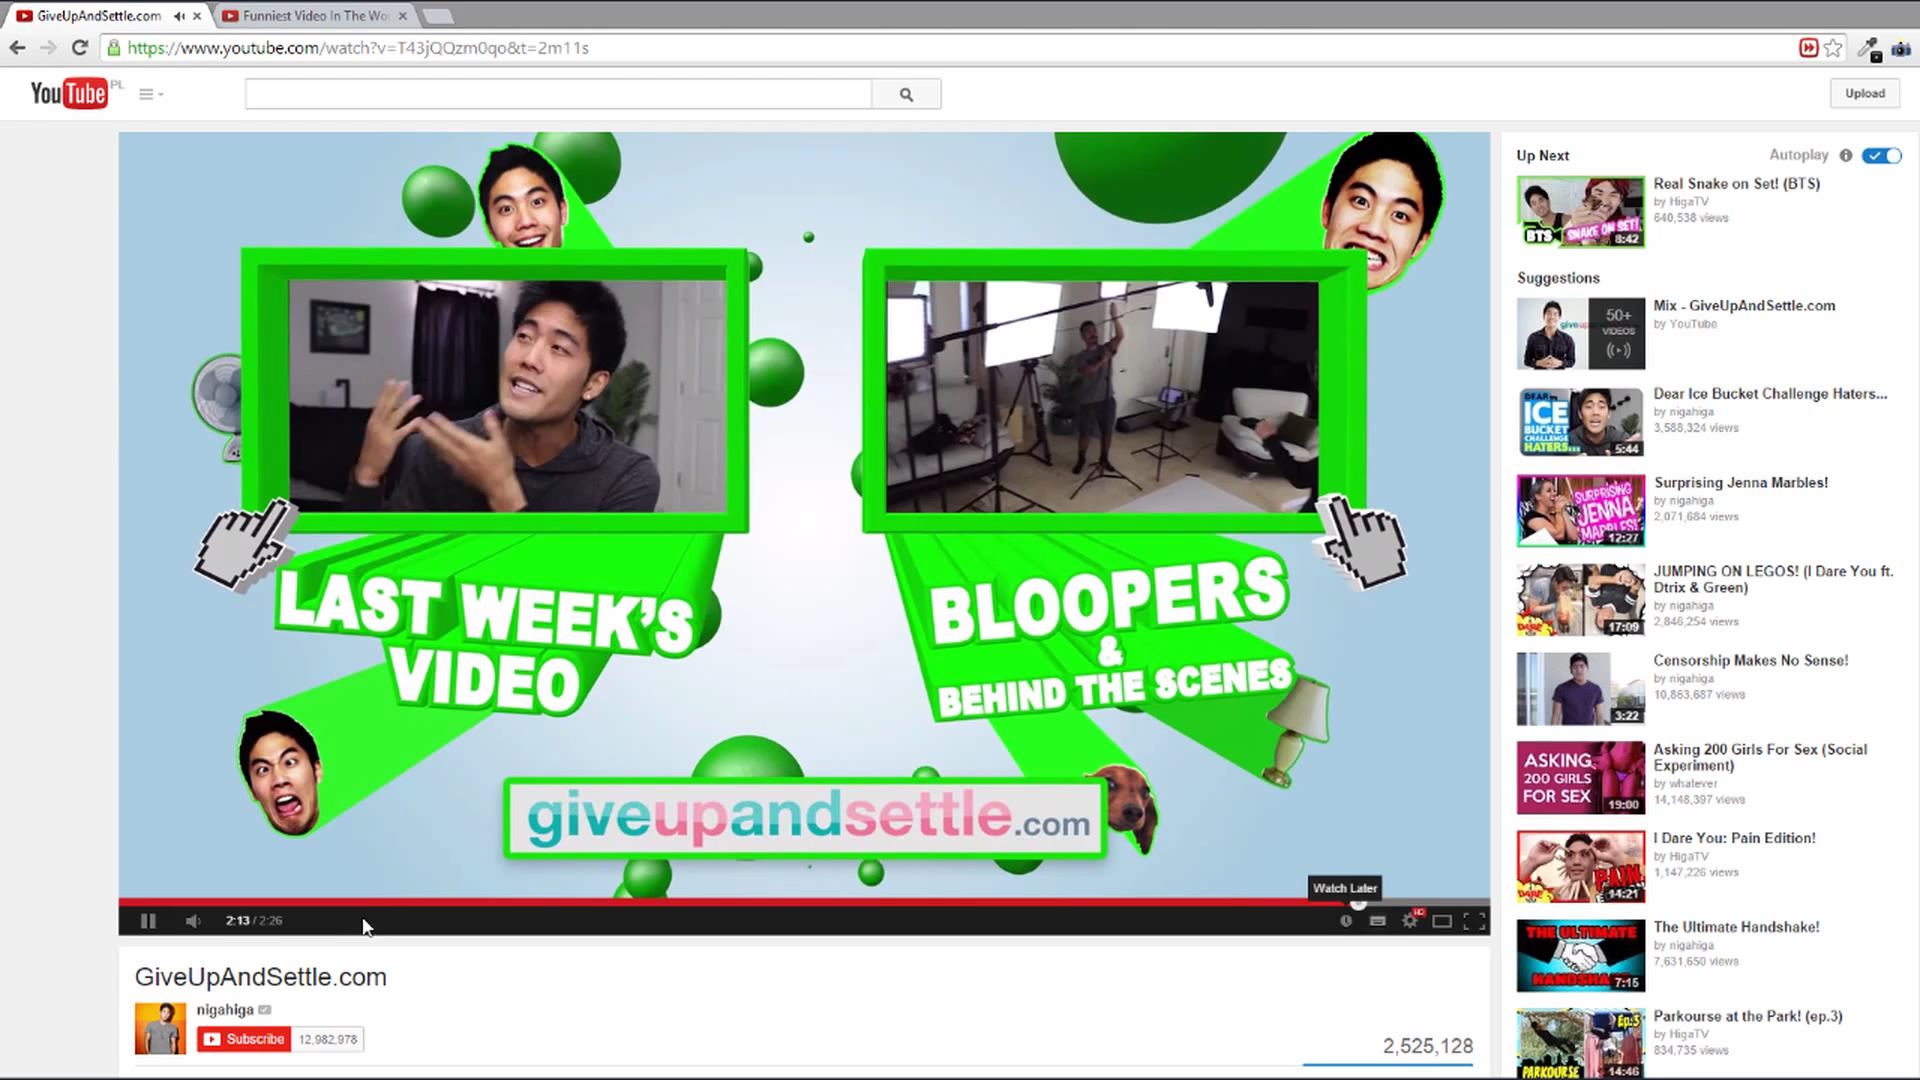 GiveUpAndSettle.com
Funniest Video In The Wo
https://www.youtube.com/watch?v=T43jQQzm0qo&t=2m11s
YouTube PL
Upload
LAST WEEK'S
VIDEO
BLOOPERS
&
BEHIND THE SCENES
giveupandsettle.com
Watch Later
2:13 / 2:26
HD
GiveUpAndSettle.com
nigahiga
Subscribe 12,982,978
2,525,128
Up Next
Autoplay
BTS
SNAKE ON SET!
8:42
Real Snake on Set! (BTS)
by HigaTV
640,538 views
Suggestions
50+
VIDEOS
Mix - GiveUpAndSettle.com
by YouTube
DEAR
ICE
BUCKET
CHALLENGE
HATERS...
5:44
Dear Ice Bucket Challenge Haters...
by nigahiga
3,588,324 views
SURPRISING
JENNA
MARBLES!
12:27
Surprising Jenna Marbles!
by nigahiga
2,071,684 views
17:09
JUMPING ON LEGOS! (I Dare You ft.
Dtrix & Green)
by nigahiga
2,846,254 views
3:22
Censorship Makes No Sense!
by nigahiga
10,863,687 views
ASKING
200 GIRLS
FOR SEX
19:00
Asking 200 Girls For Sex (Social
Experiment)
by whatever
14,148,397 views
PAIN
14:21
I Dare You: Pain Edition!
by HigaTV
1,147,226 views
THE ULTIMATE
HANDSHAKE
7:15
The Ultimate Handshake!
by nigahiga
7,631,650 views
Ep.3
PARKOURSE
14:46
Parkourse at the Park! (ep.3)
by HigaTV
834,735 views